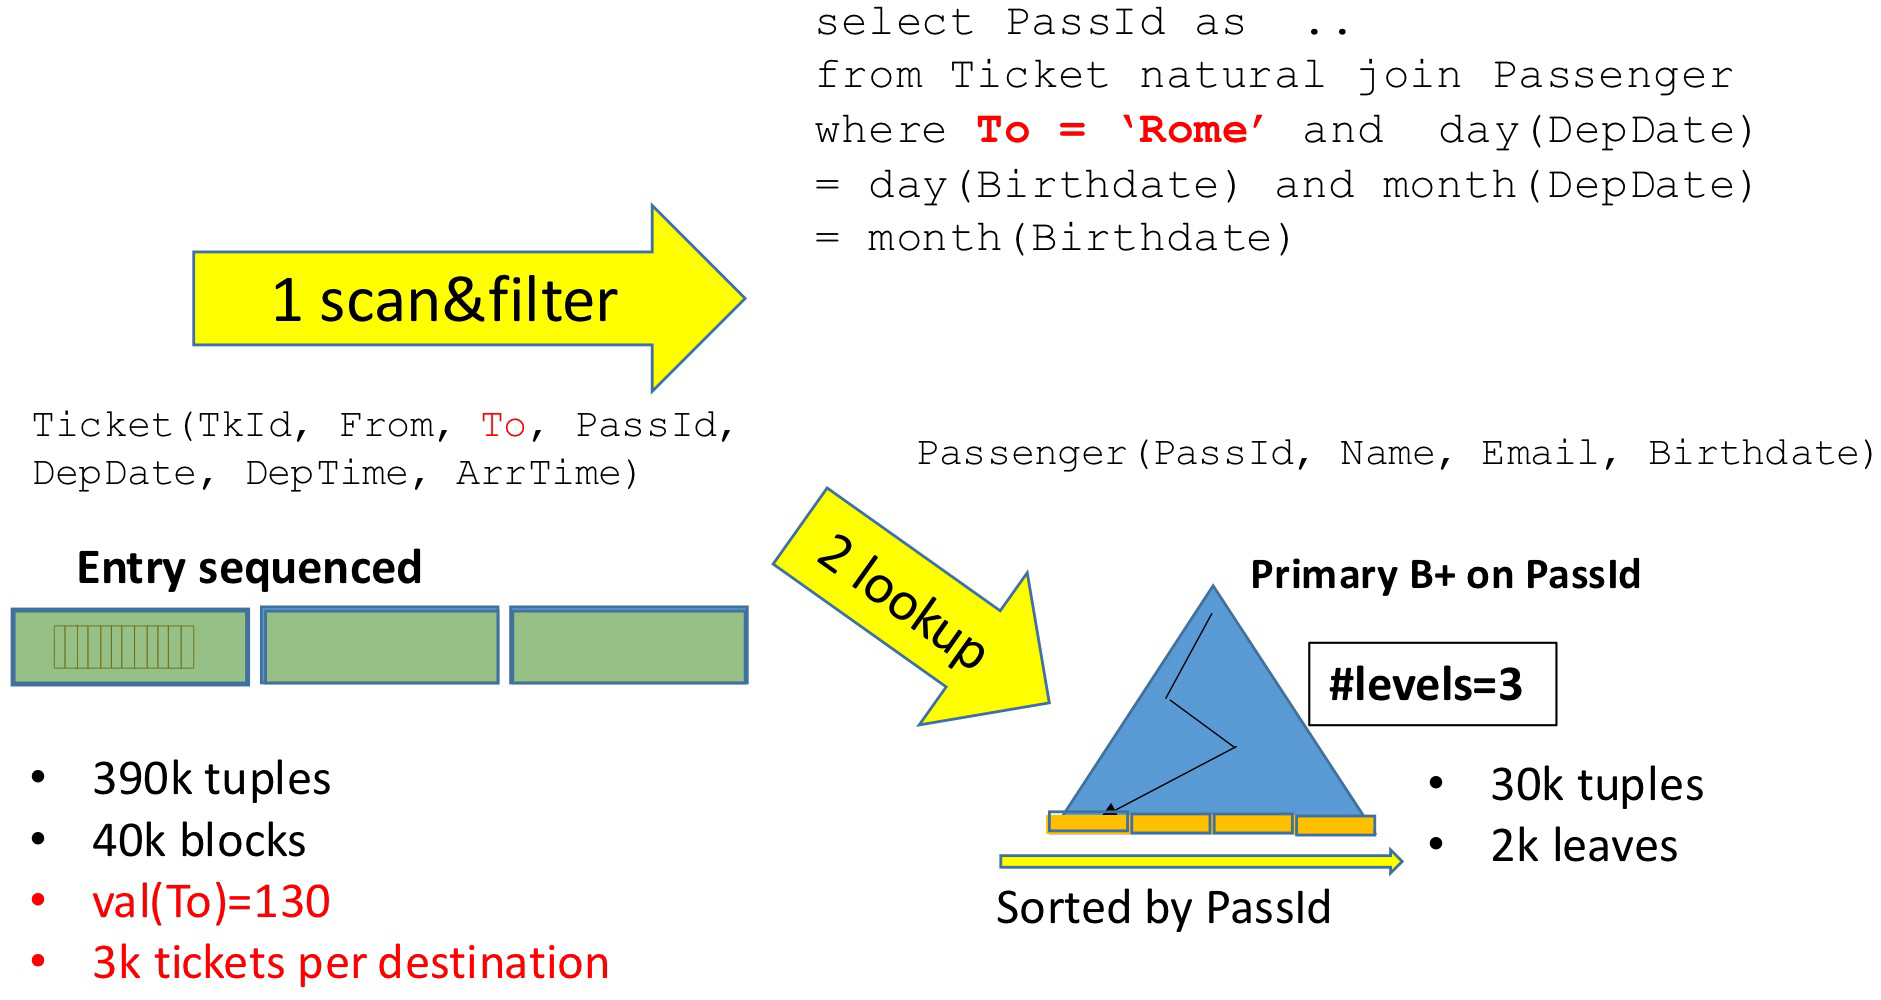 select PassId as  ..
from Ticket natural join Passenger
where To = ‘Rome’ and  day(DepDate)
= day(Birthdate) and month(DepDate)
= month(Birthdate)
1 scan&filter
Ticket(TkId, From, To, PassId,
DepDate, DepTime, ArrTime)
Passenger(PassId, Name, Email, Birthdate)
2 lookup
Entry sequenced
Primary B+ on PassId
#levels=3
• 390k tuples
• 40k blocks
• val(To)=130
• 3k tickets per destination
• 30k tuples
• 2k leaves
Sorted by PassId